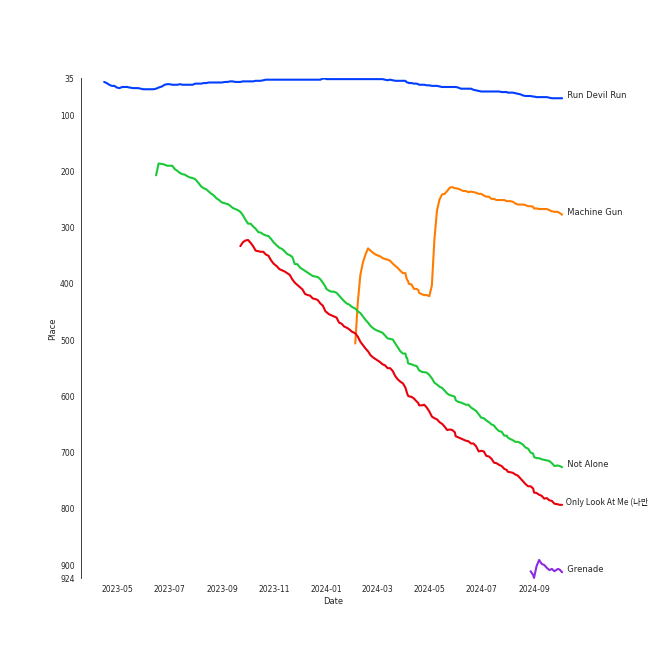 35
100
200
300
400
500
600
700
800
900
924
Place
2023-05
2023-07
2023-09
2023-11
2024-01
2024-03
2024-05
2024-07
2024-09
Date
Run Devil Run
Machine Gun
Not Alone
Only Look At Me (나만
Grenade